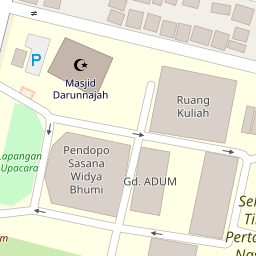 P
Masjid
Darunnajah
Ruang
Kuliah
Lapangan
Upacara
Pendopo
Sasana
Widya
Bhumi
Gd. ADUM